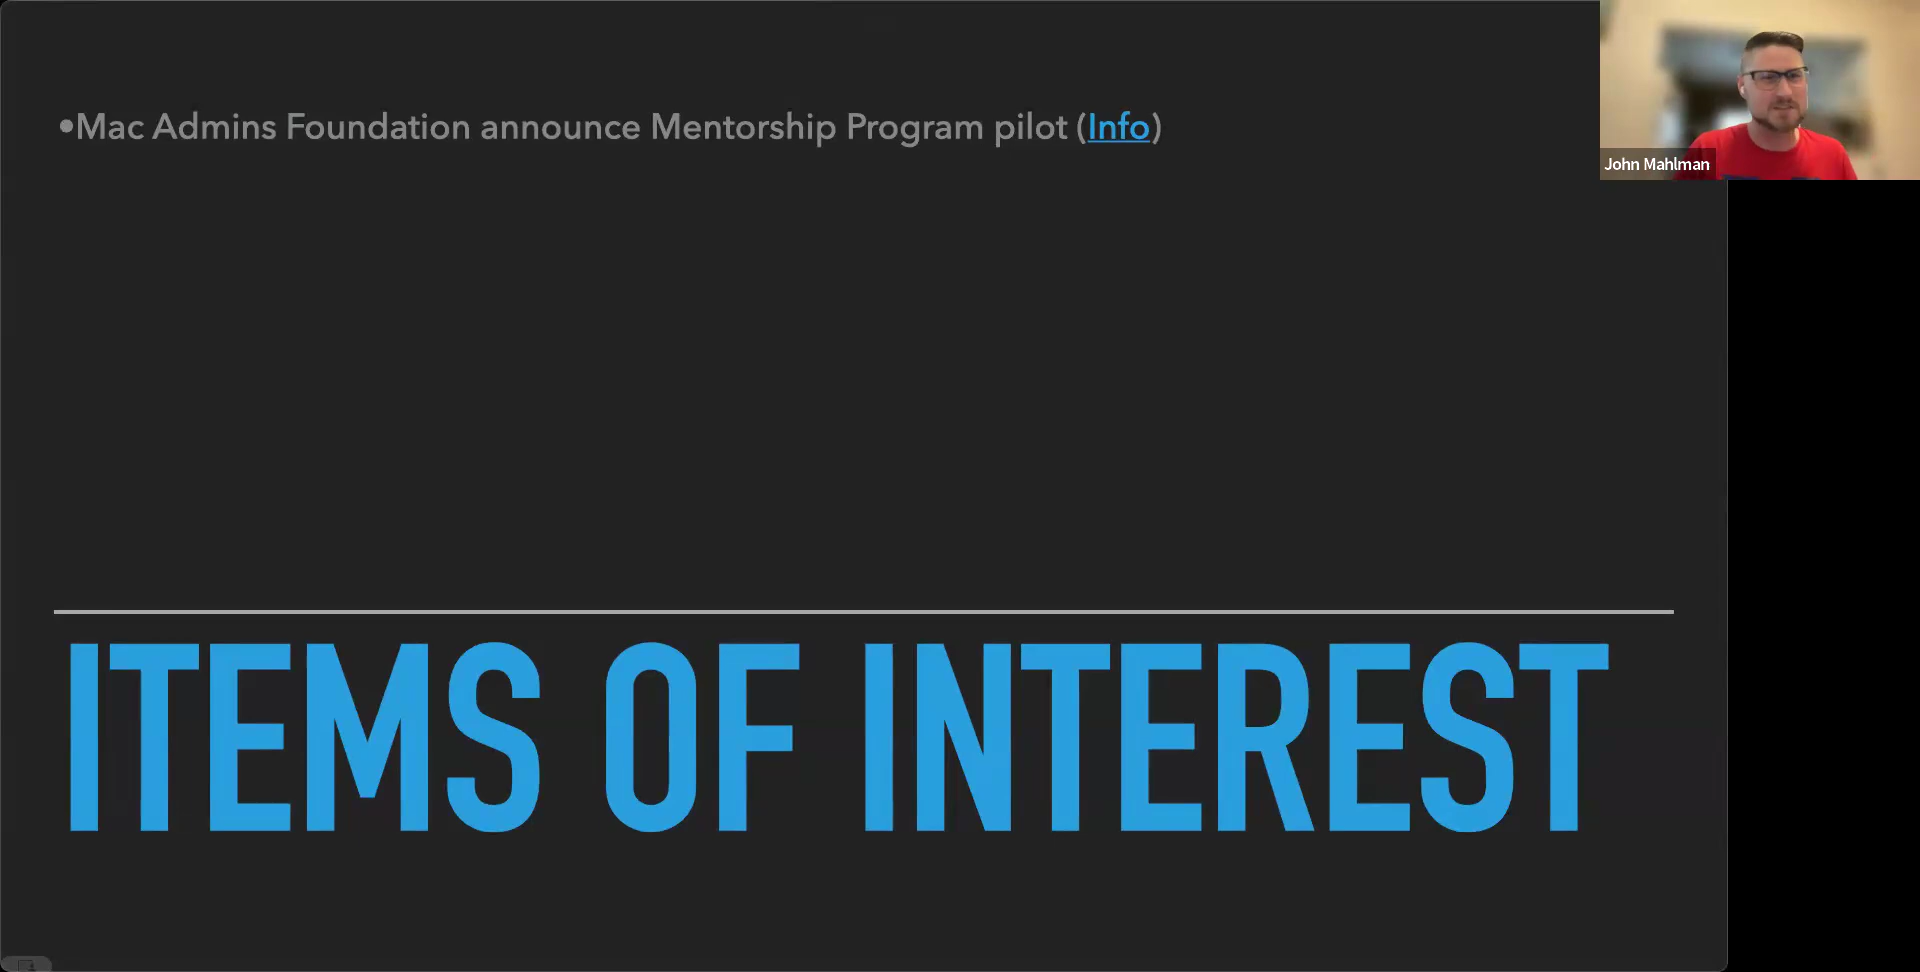 •Mac Admins Foundation announce Mentorship Program pilot (Info)
John Mahlman
ITEMS OF INTEREST